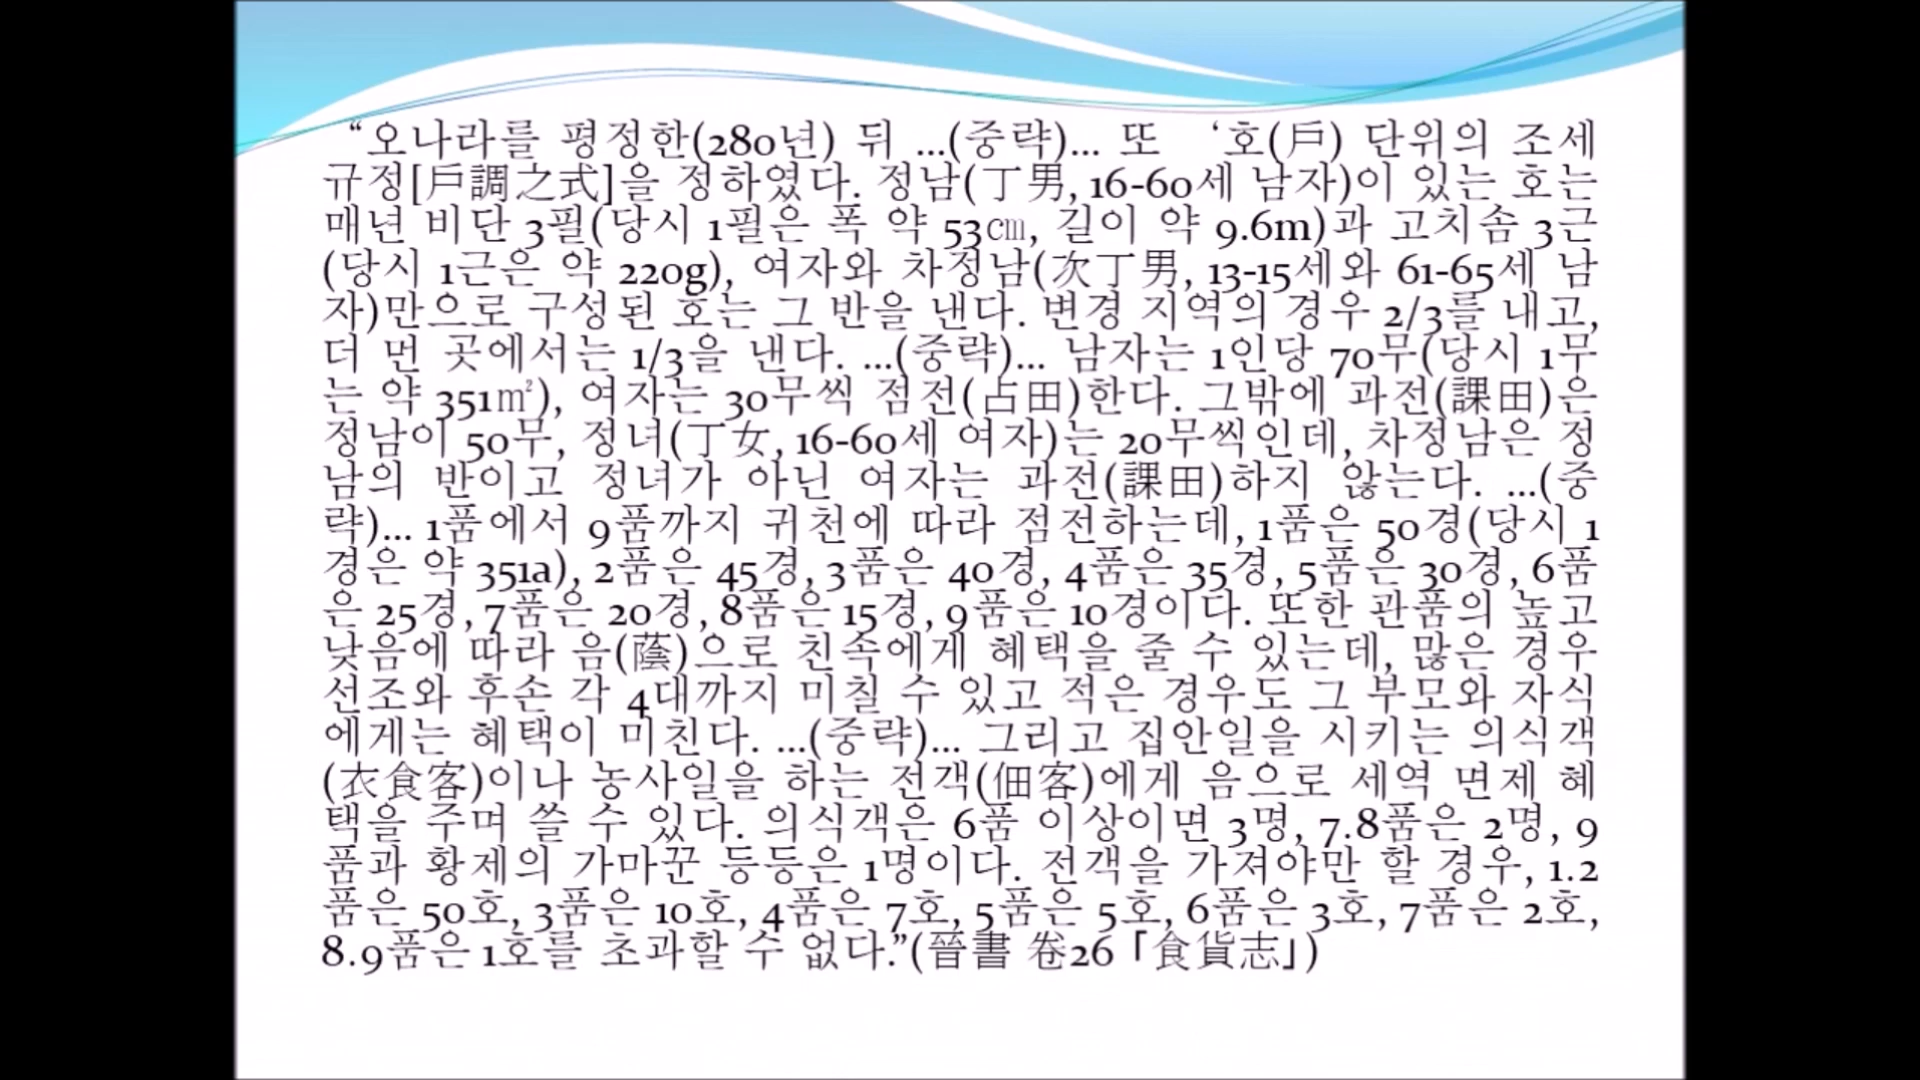 “오나라를 평정한(280년) 뒤 ...(중략)... 또 ‘호(戶) 단위의 조세
규정[戶調之式]을 정하였다. 정남(丁男, 16-60세 남자)이 있는 호는
매년 비단 3필(당시 1필은 폭 약 53㎝, 길이 약 9.6m)과 고치솜 3근
(당시 1근은 약 220g), 여자와 차정남(次丁男, 13-15세와 61-65세 남
자)만으로 구성된 호는 그 반을 낸다. 변경 지역의 경우 2/3를 내고,
더 먼 곳에서는 1/3을 낸다. ...(중략)... 남자는 1인당 70무(당시 1무
는 약 351㎡), 여자는 30무씩 점전(占田)한다. 그밖에 과전(課田)은
정남이 50무, 정녀(丁女, 16-60세 여자)는 20무씩인데, 차정남은 정
남의 반이고 정녀가 아닌 여자는 과전(課田)하지 않는다. ...(중
략)... 1품에서 9품까지 귀천에 따라 점전하는데, 1품은 50경(당시 1
경은 약 351a), 2품은 45경, 3품은 40경, 4품은 35경, 5품은 30경, 6품
은 25경, 7품은 20경, 8품은 15경, 9품은 10경이다. 또한 관품의 높고
낮음에 따라 음(蔭)으로 친속에게 혜택을 줄 수 있는데, 많은 경우
선조와 후손 각 4대까지 미칠 수 있고 적은 경우도 그 부모와 자식
에게는 혜택이 미친다. ...(중략)... 그리고 집안일을 시키는 의식객
(衣食客)이나 농사일을 하는 전객(佃客)에게 음으로 세역 면제 혜
택을 주며 쓸 수 있다. 의식객은 6품 이상이면 3명, 7.8품은 2명, 9
품과 황제의 가마꾼 등등은 1명이다. 전객을 가져야만 할 경우, 1.2
품은 50호, 3품은 10호, 4품은 7호, 5품은 5호, 6품은 3호, 7품은 2호,
8.9품은 1호를 초과할 수 없다.”(晉書 卷26「食貨志」)